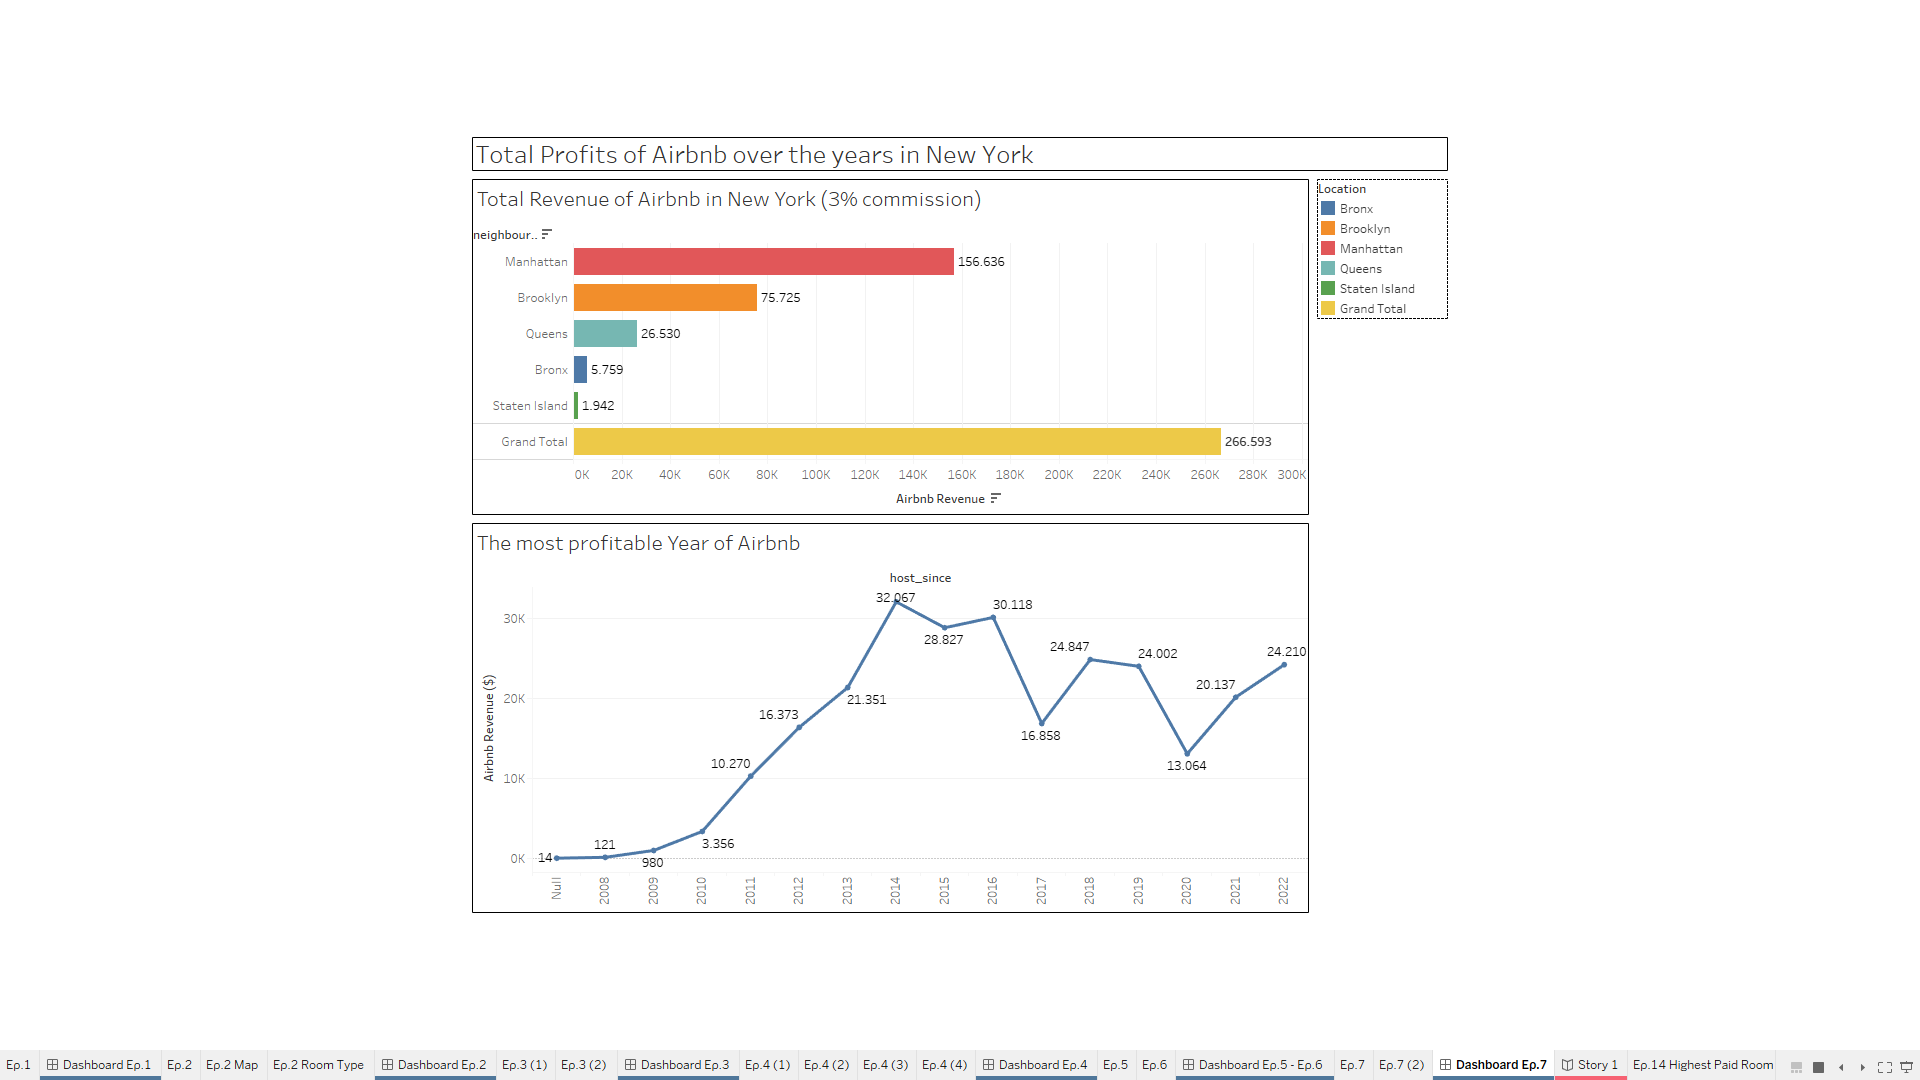 Total Profits of Airbnb over the years in New York
Total Revenue of Airbnb in New York (3% commission)
neighbour..
Manhattan 156.636
Brooklyn 75.725
Queens 26.530
Bronx 5.759
Staten Island 1.942
Grand Total 266.593
0K 20K 40K 60K 80K 100K 120K 140K 160K 180K 200K 220K 240K 260K 280K 300K
Airbnb Revenue
Location
Bronx
Brooklyn
Manhattan
Queens
Staten Island
Grand Total
The most profitable Year of Airbnb
host_since
Airbnb Revenue ($)
30K
20K
10K
0K
14
121
980
3.356
10.270
16.373
21.351
32.067
28.827
30.118
16.858
24.847
24.002
13.064
20.137
24.210
Null 2008 2009 2010 2011 2012 2013 2014 2015 2016 2017 2018 2019 2020 2021 2022
Ep.1 Dashboard Ep.1 Ep.2 Ep.2 Map Ep.2 Room Type Dashboard Ep.2 Ep.3 (1) Ep.3 (2) Dashboard Ep.3 Ep.4 (1) Ep.4 (2) Ep.4 (3) Ep.4 (4) Dashboard Ep.4 Ep.5 Ep.6 Dashboard Ep.5 - Ep.6 Ep.7 Ep.7 (2) Dashboard Ep.7 Story 1 Ep.14 Highest Paid Room